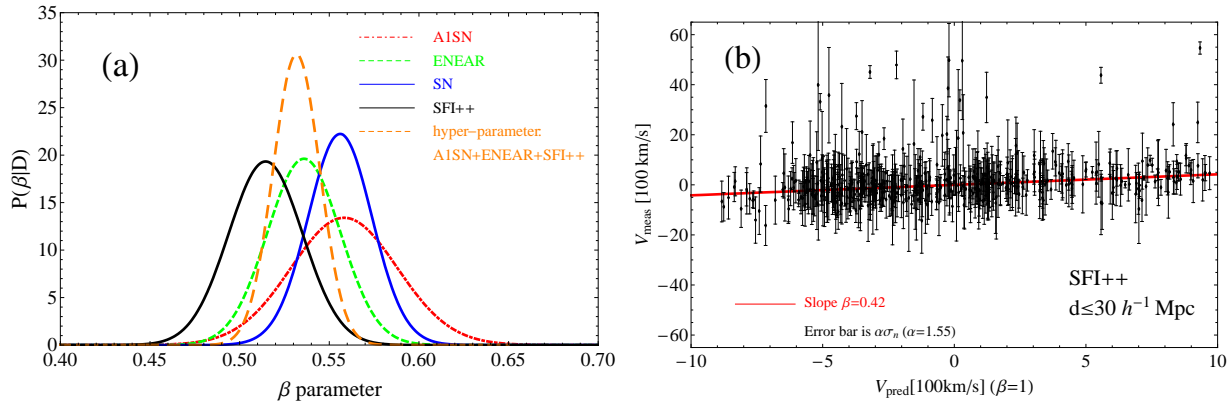 (a)
A1SN
ENEAR
SN
SFI++
hyper-parameter:
A1SN+ENEAR+SFI++
P(β|D)
35
30
25
20
15
10
5
0
0.40 0.45 0.50 0.55 0.60 0.65 0.70
β parameter
(b)
V_meas [100 km/s]
60
40
20
0
−20
−40
−60
SFI++
d≤30 h⁻¹ Mpc
Slope β=0.42
Error bar is ασₙ (α=1.55)
−10 −5 0 5 10
V_pred[100km/s] (β=1)